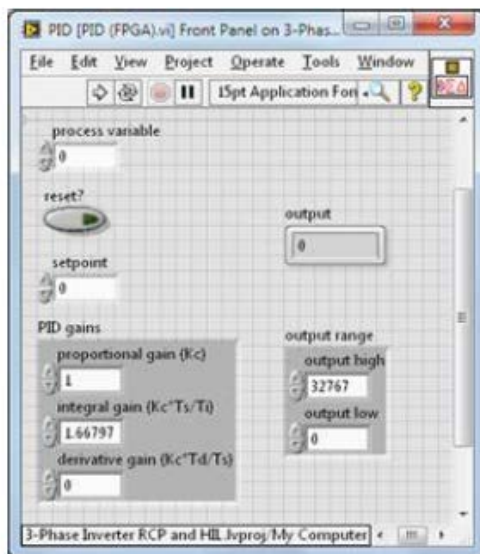 PID [PID (FPGA).vi] Front Panel on 3-Phas...
File Edit View Project Operate Tools Window
15pt Application Fon
process variable
0
reset?
output
0
setpoint
0
PID gains
proportional gain (Kc)
1
integral gain (Kc*Ts/Ti)
1.66797
derivative gain (Kc*Td/Ts)
0
output range
output high
32767
output low
0
3-Phase Inverter RCP and HIL.lvproj/My Computer